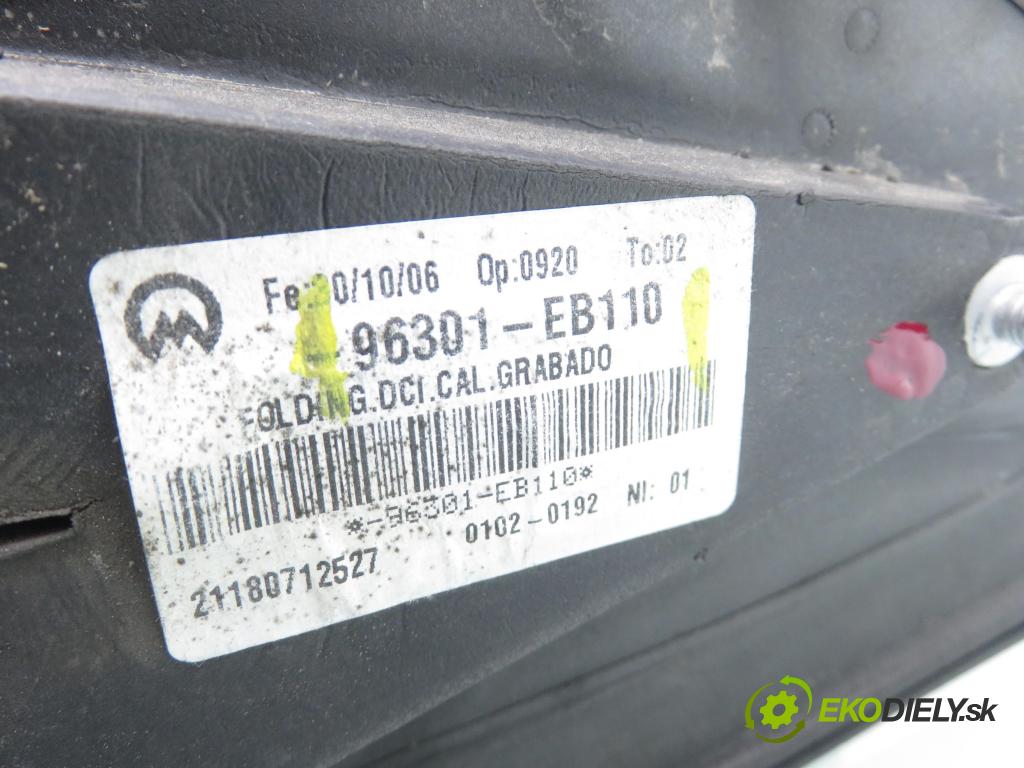 Fe:20/10/06 Op:0920 To:02
-96301-EB110
FOLDING.DCI.CAL.GRABADO
*-96301-EB110*
0102-0192 NI: 01
21180712527
EKODIELY.sk